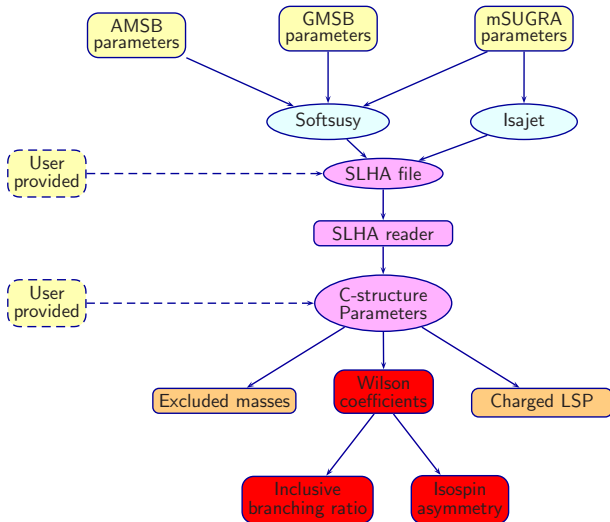 AMSB
parameters
GMSB
parameters
mSUGRA
parameters
Softsusy
Isajet
User
provided
SLHA file
SLHA reader
User
provided
C-structure
Parameters
Excluded masses
Wilson
coefficients
Charged LSP
Inclusive
branching ratio
Isospin
asymmetry